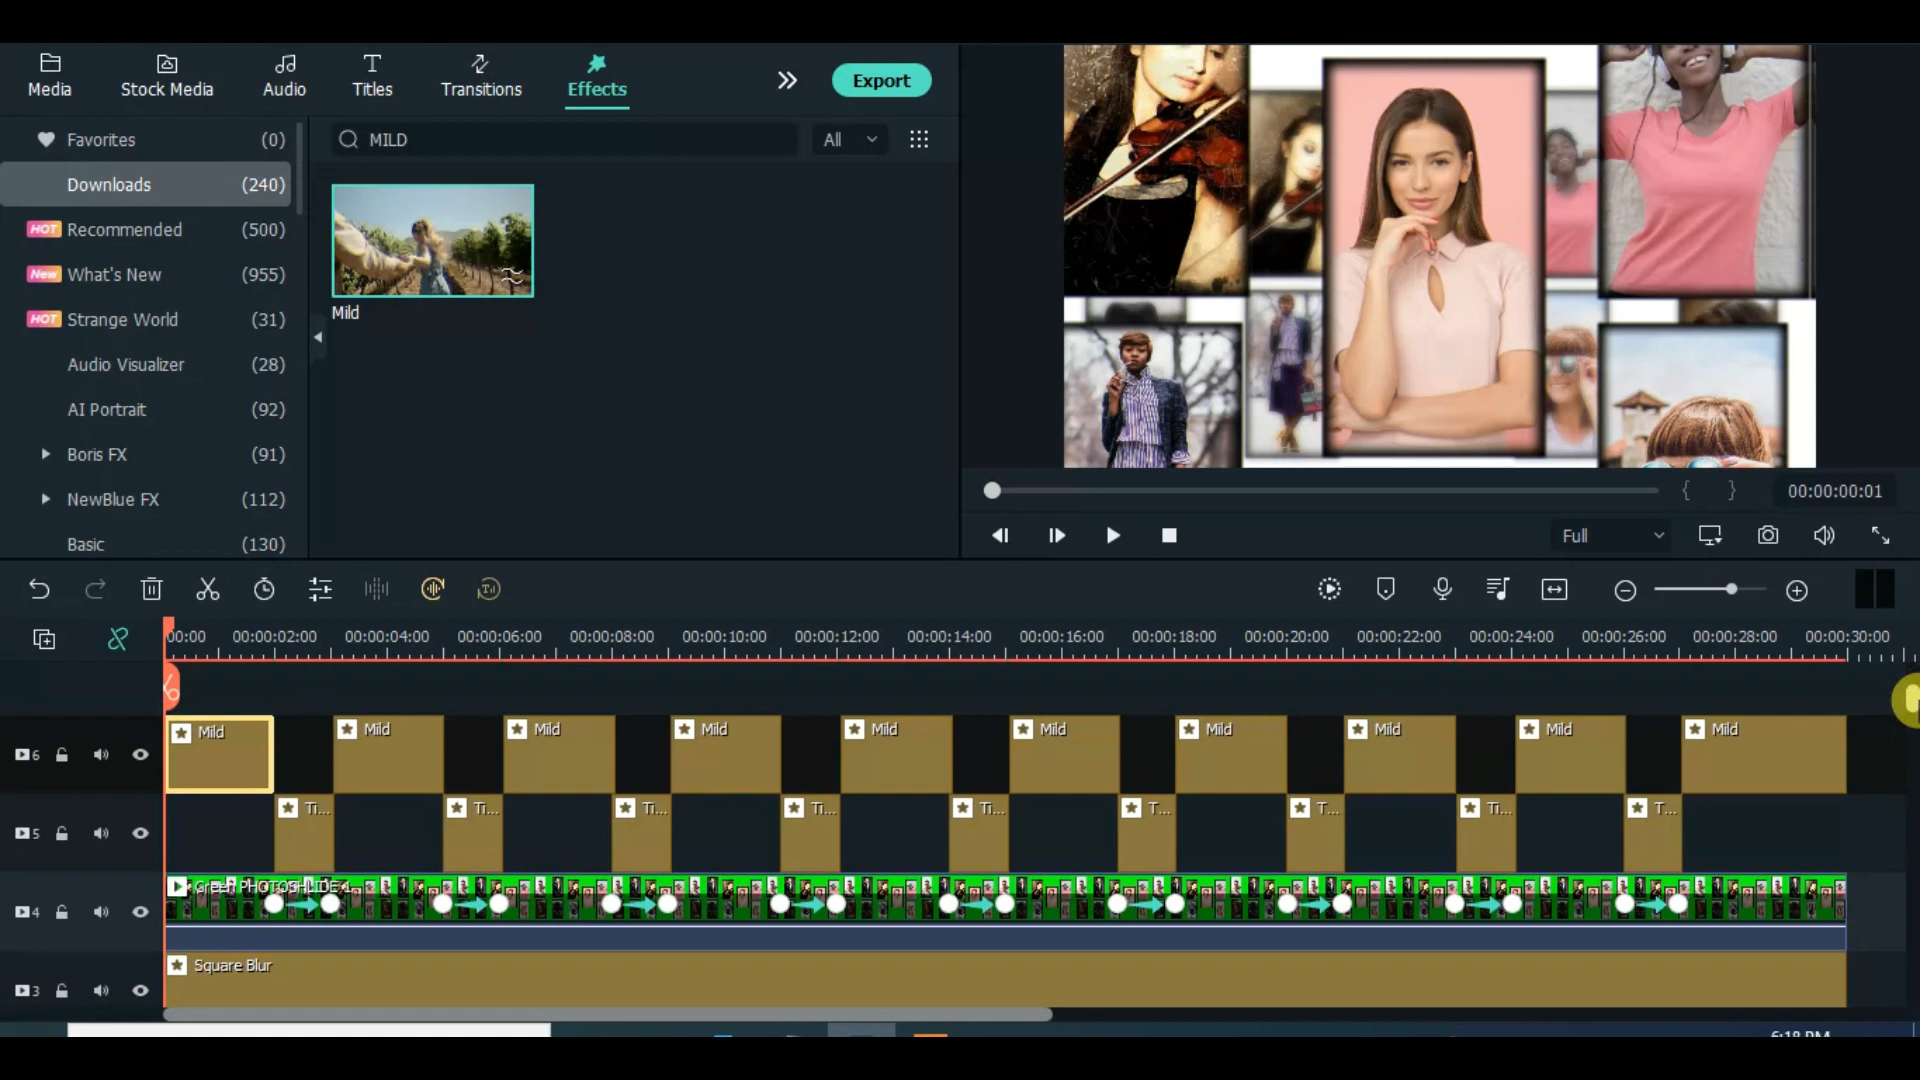 Media Stock Media Audio Titles Transitions Effects Export
Favorites (0)
Downloads (240)
HOT Recommended (500)
New What's New (955)
HOT Strange World (31)
Audio Visualizer (28)
AI Portrait (92)
Boris FX (91)
NewBlue FX (112)
Basic (130)
MILD All
Mild
{ } 00:00:00:01
Full
00:00 00:00:02:00 00:00:04:00 00:00:06:00 00:00:08:00 00:00:10:00 00:00:12:00 00:00:14:00 00:00:16:00 00:00:18:00 00:00:20:00 00:00:22:00 00:00:24:00 00:00:26:00 00:00:28:00 00:00:30:00
6 Mild Mild Mild Mild Mild Mild Mild Mild Mild Mild
5 Ti... Ti... Ti... Ti... Ti... T... T... Ti... T...
4 Green PHOTOSHLIDE 1
3 Square Blur
6:18 PM